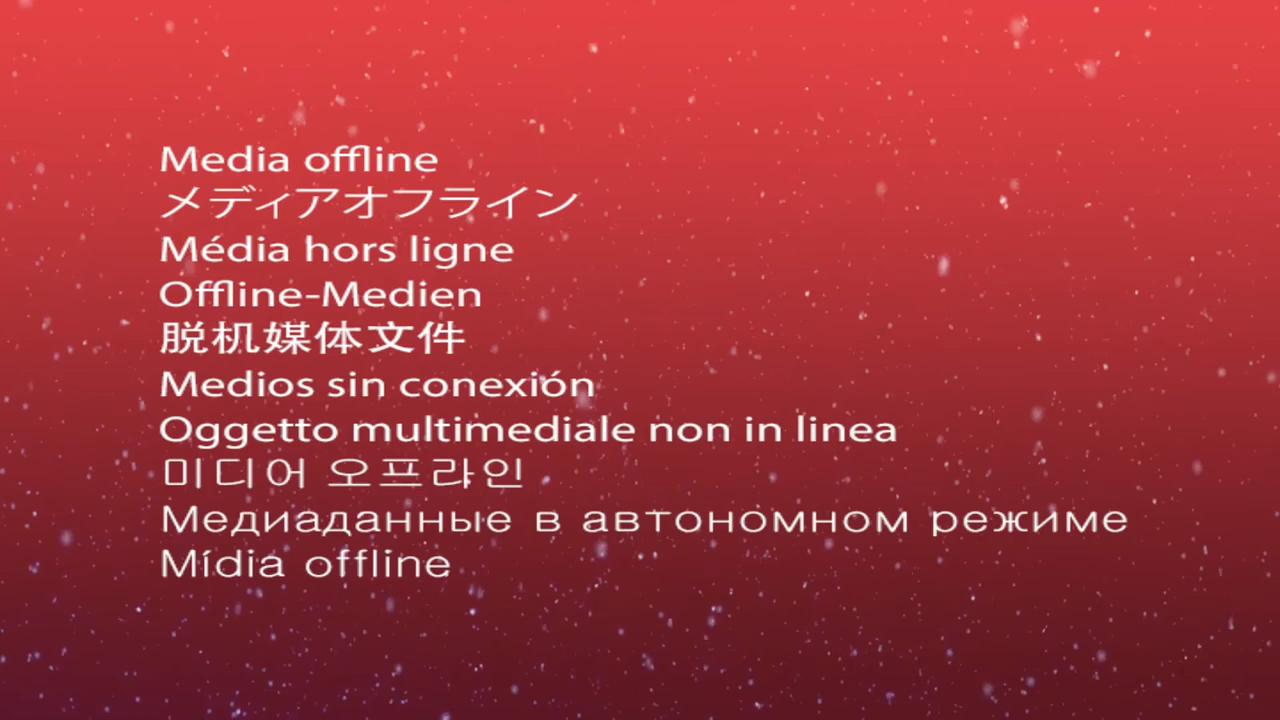 Media offline
メディアオフライン
Média hors ligne
Offline-Medien
脱机媒体文件
Medios sin conexión
Oggetto multimediale non in linea
미디어 오프라인
Медиаданные в автономном режиме
Mídia offline